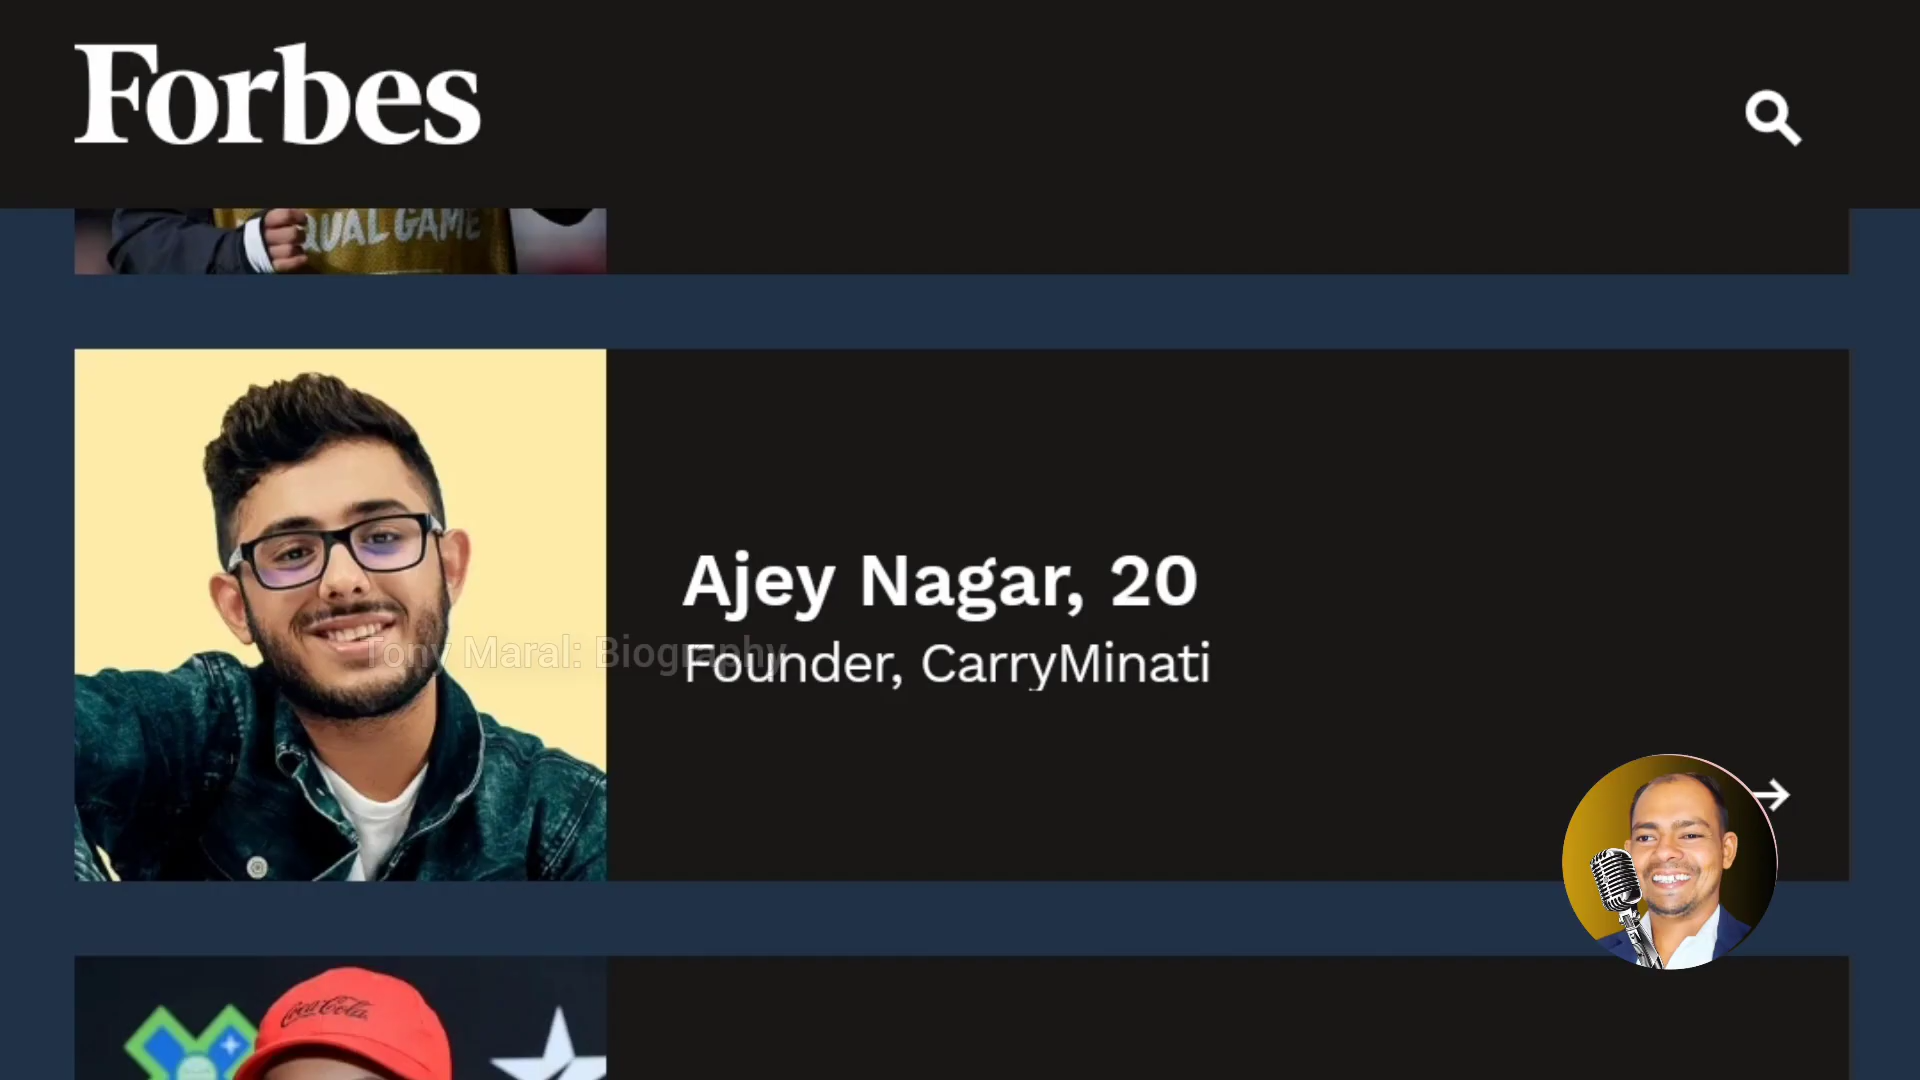 Forbes
QUAL GAME
Ajey Nagar, 20
Tony Maral: Biography
Founder, CarryMinati
Coca-Cola